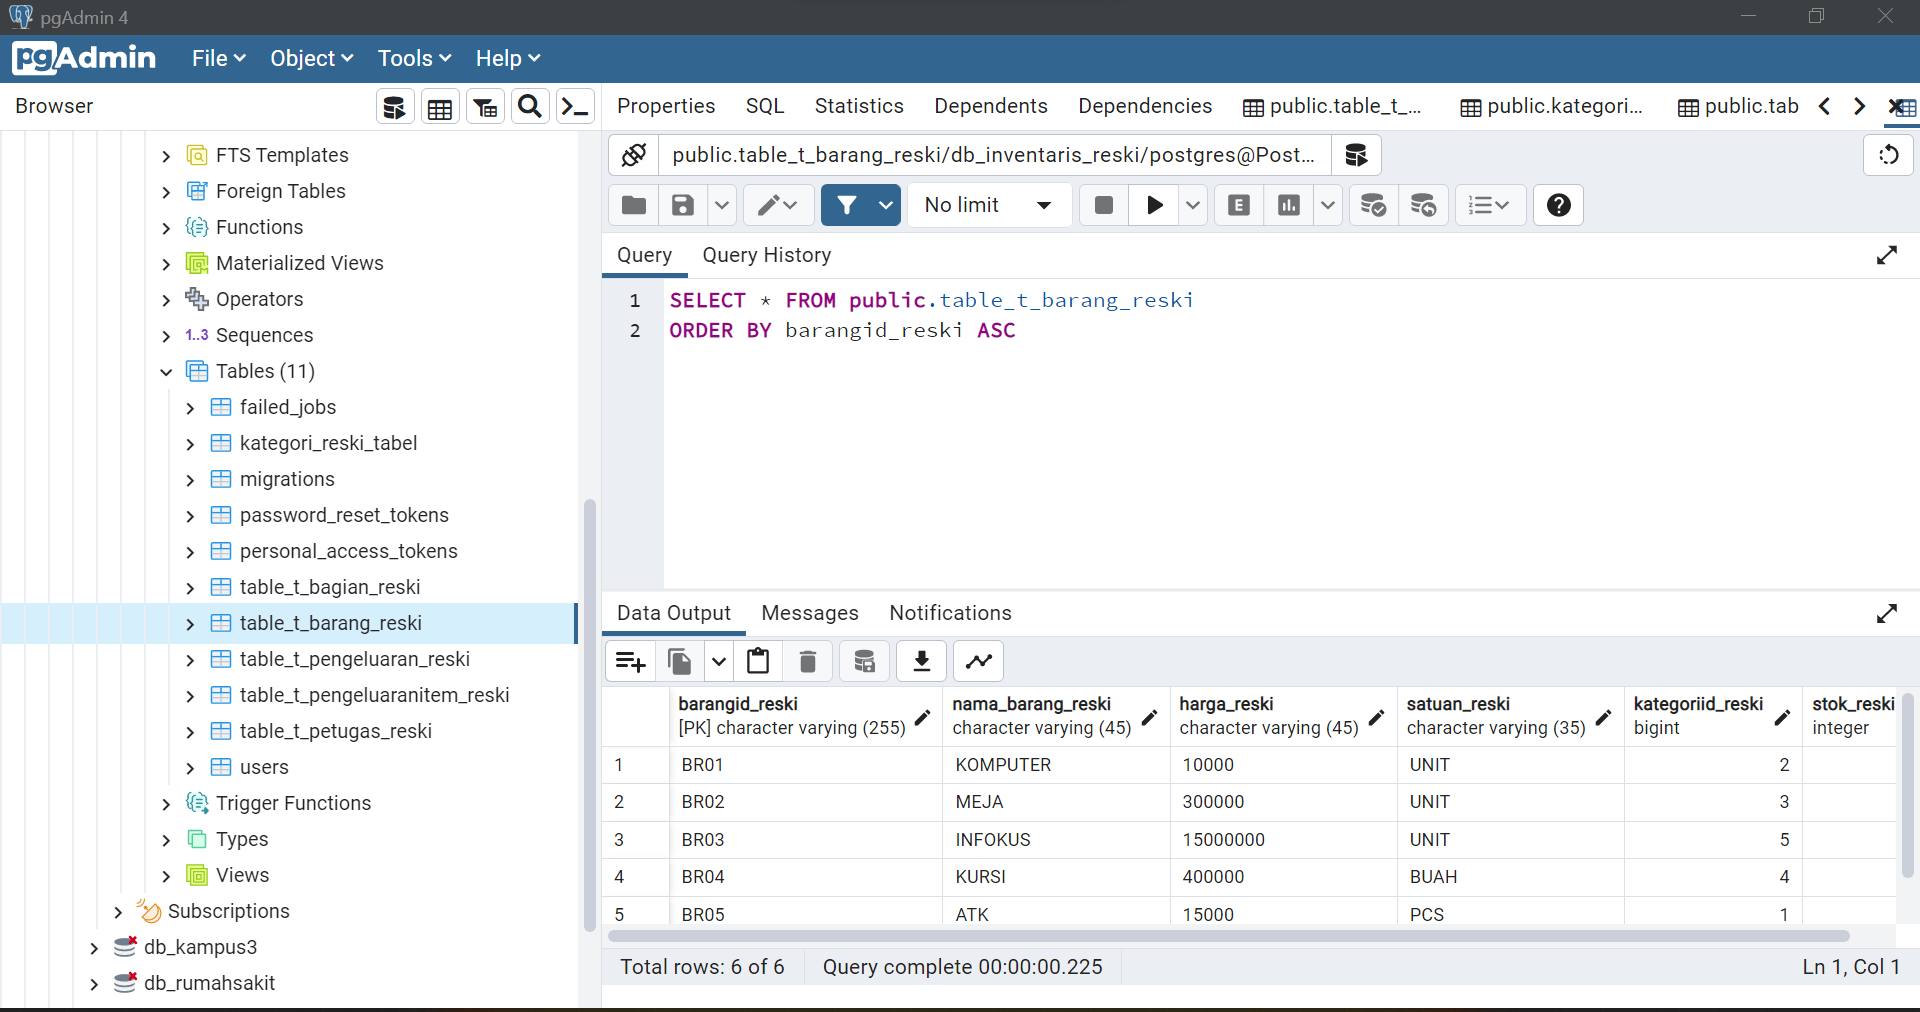 pgAdmin 4
pgAdmin File Object Tools Help
Browser
Properties SQL Statistics Dependents Dependencies public.table_t_... public.kategori... public.tab
public.table_t_barang_reski/db_inventaris_reski/postgres@Post...
No limit
E
Query Query History
1 SELECT * FROM public.table_t_barang_reski
2 ORDER BY barangid_reski ASC
FTS Templates
Foreign Tables
Functions
Materialized Views
Operators
1..3 Sequences
Tables (11)
failed_jobs
kategori_reski_tabel
migrations
password_reset_tokens
personal_access_tokens
table_t_bagian_reski
table_t_barang_reski
table_t_pengeluaran_reski
table_t_pengeluaranitem_reski
table_t_petugas_reski
users
Trigger Functions
Types
Views
Subscriptions
db_kampus3
db_rumahsakit
Data Output Messages Notifications
barangid_reski nama_barang_reski harga_reski satuan_reski kategoriid_reski stok_reski
[PK] character varying (255) character varying (45) character varying (45) character varying (35) bigint integer
1 BR01 KOMPUTER 10000 UNIT 2
2 BR02 MEJA 300000 UNIT 3
3 BR03 INFOKUS 15000000 UNIT 5
4 BR04 KURSI 400000 BUAH 4
5 BR05 ATK 15000 PCS 1
Total rows: 6 of 6 Query complete 00:00:00.225 Ln 1, Col 1